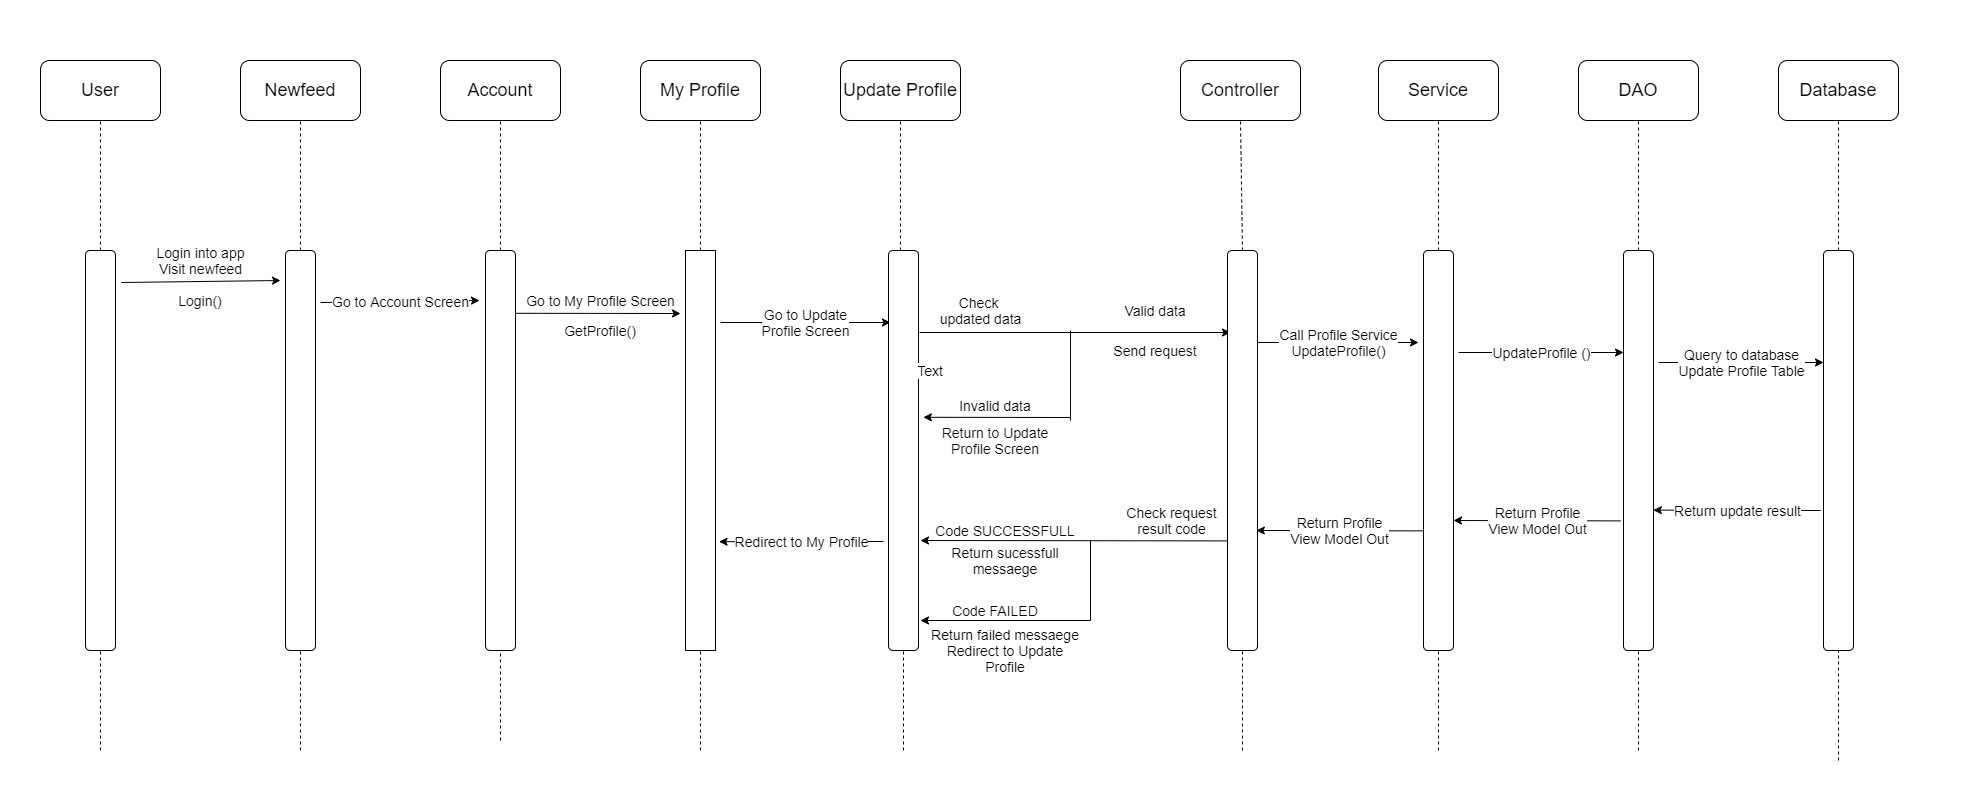 User
Newfeed
Account
My Profile
Update Profile
Controller
Service
DAO
Database
Login into app
Visit newfeed
Login()
Go to Account Screen
Go to My Profile Screen
GetProfile()
Go to Update
Profile Screen
Check
updated data
Valid data
Send request
Call Profile Service
UpdateProfile()
UpdateProfile ()
Query to database
Update Profile Table
Text
Invalid data
Return to Update
Profile Screen
Return update result
Return Profile
View Model Out
Return Profile
View Model Out
Check request
result code
Code SUCCESSFULL
Return sucessfull
messaege
Redirect to My Profile
Code FAILED
Return failed messaege
Redirect to Update
Profile